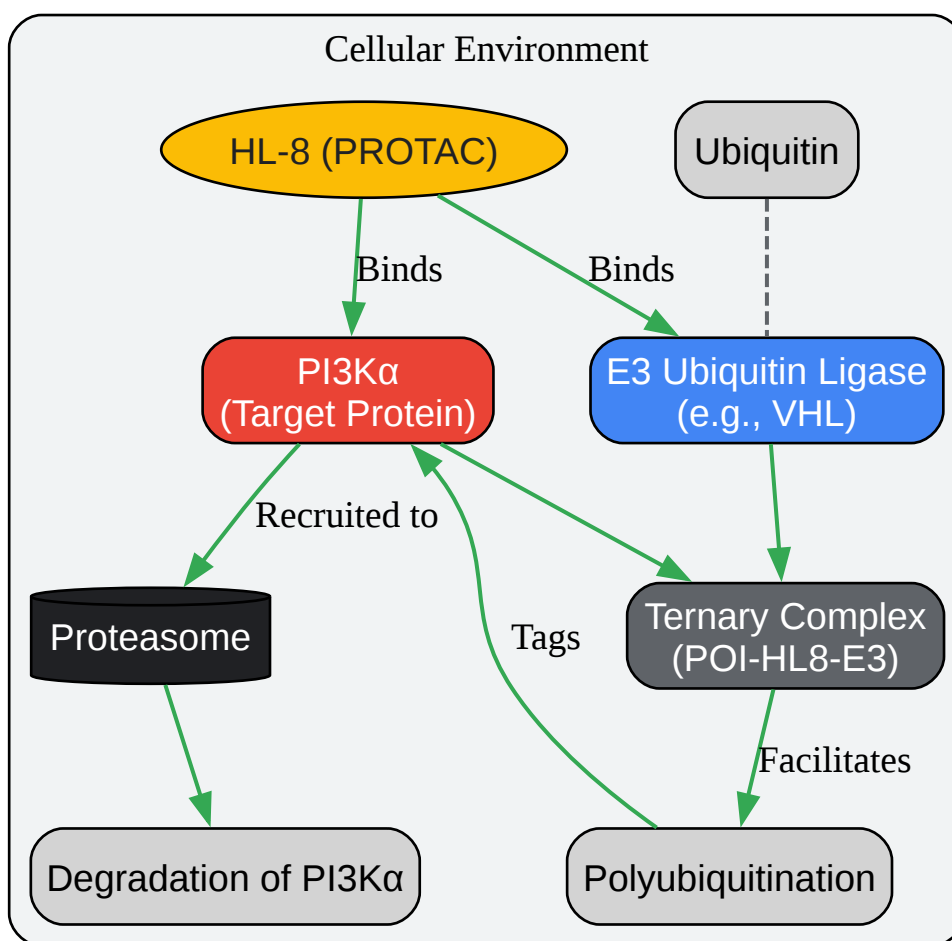 Cellular Environment
HL-8 (PROTAC)
Ubiquitin
Binds
Binds
PI3Kα
(Target Protein)
E3 Ubiquitin Ligase
(e.g., VHL)
Recruited to
Proteasome
Tags
Ternary Complex
(POI-HL8-E3)
Facilitates
Degradation of PI3Kα
Polyubiquitination